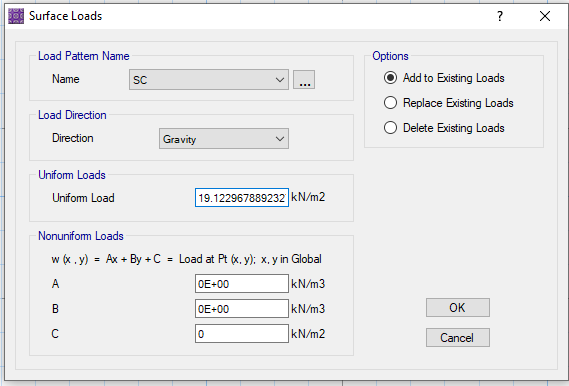 Surface Loads
?
Load Pattern Name
Name
SC
...
Options
Add to Existing Loads
Replace Existing Loads
Delete Existing Loads
Load Direction
Direction
Gravity
Uniform Loads
Uniform Load
19.122967889232
kN/m2
Nonuniform Loads
w (x , y) = Ax + By + C = Load at Pt (x, y); x, y in Global
A
0E+00
kN/m3
B
0E+00
kN/m3
C
0
kN/m2
OK
Cancel